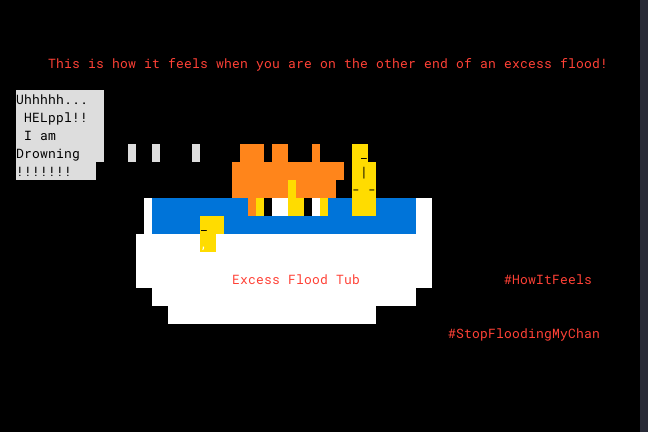 This is how it feels when you are on the other end of an excess flood!
Uhhhhh...
HELppl!!
I am
Drowning
!!!!!!!
Excess Flood Tub
#HowItFeels
#StopFloodingMyChan